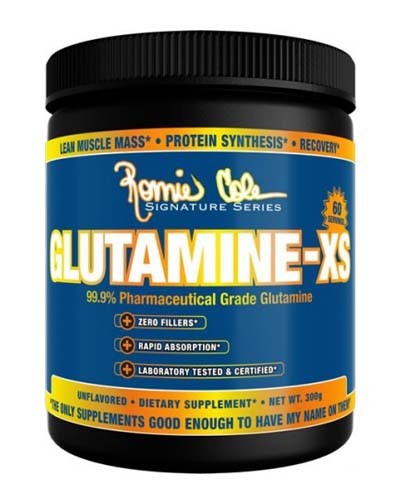 LEAN MUSCLE MASS* • PROTEIN SYNTHESIS* • RECOVERY*
Ronnie Cole
SIGNATURE SERIES
60
SERVINGS
GLUTAMINE-XS
99.9% Pharmaceutical Grade Glutamine
+ ZERO FILLERS*
+ RAPID ABSORPTION*
+ LABORATORY TESTED & CERTIFIED*
UNFLAVORED • DIETARY SUPPLEMENT* • NET WT. 300g
"THE ONLY SUPPLEMENTS GOOD ENOUGH TO HAVE MY NAME ON THEM"